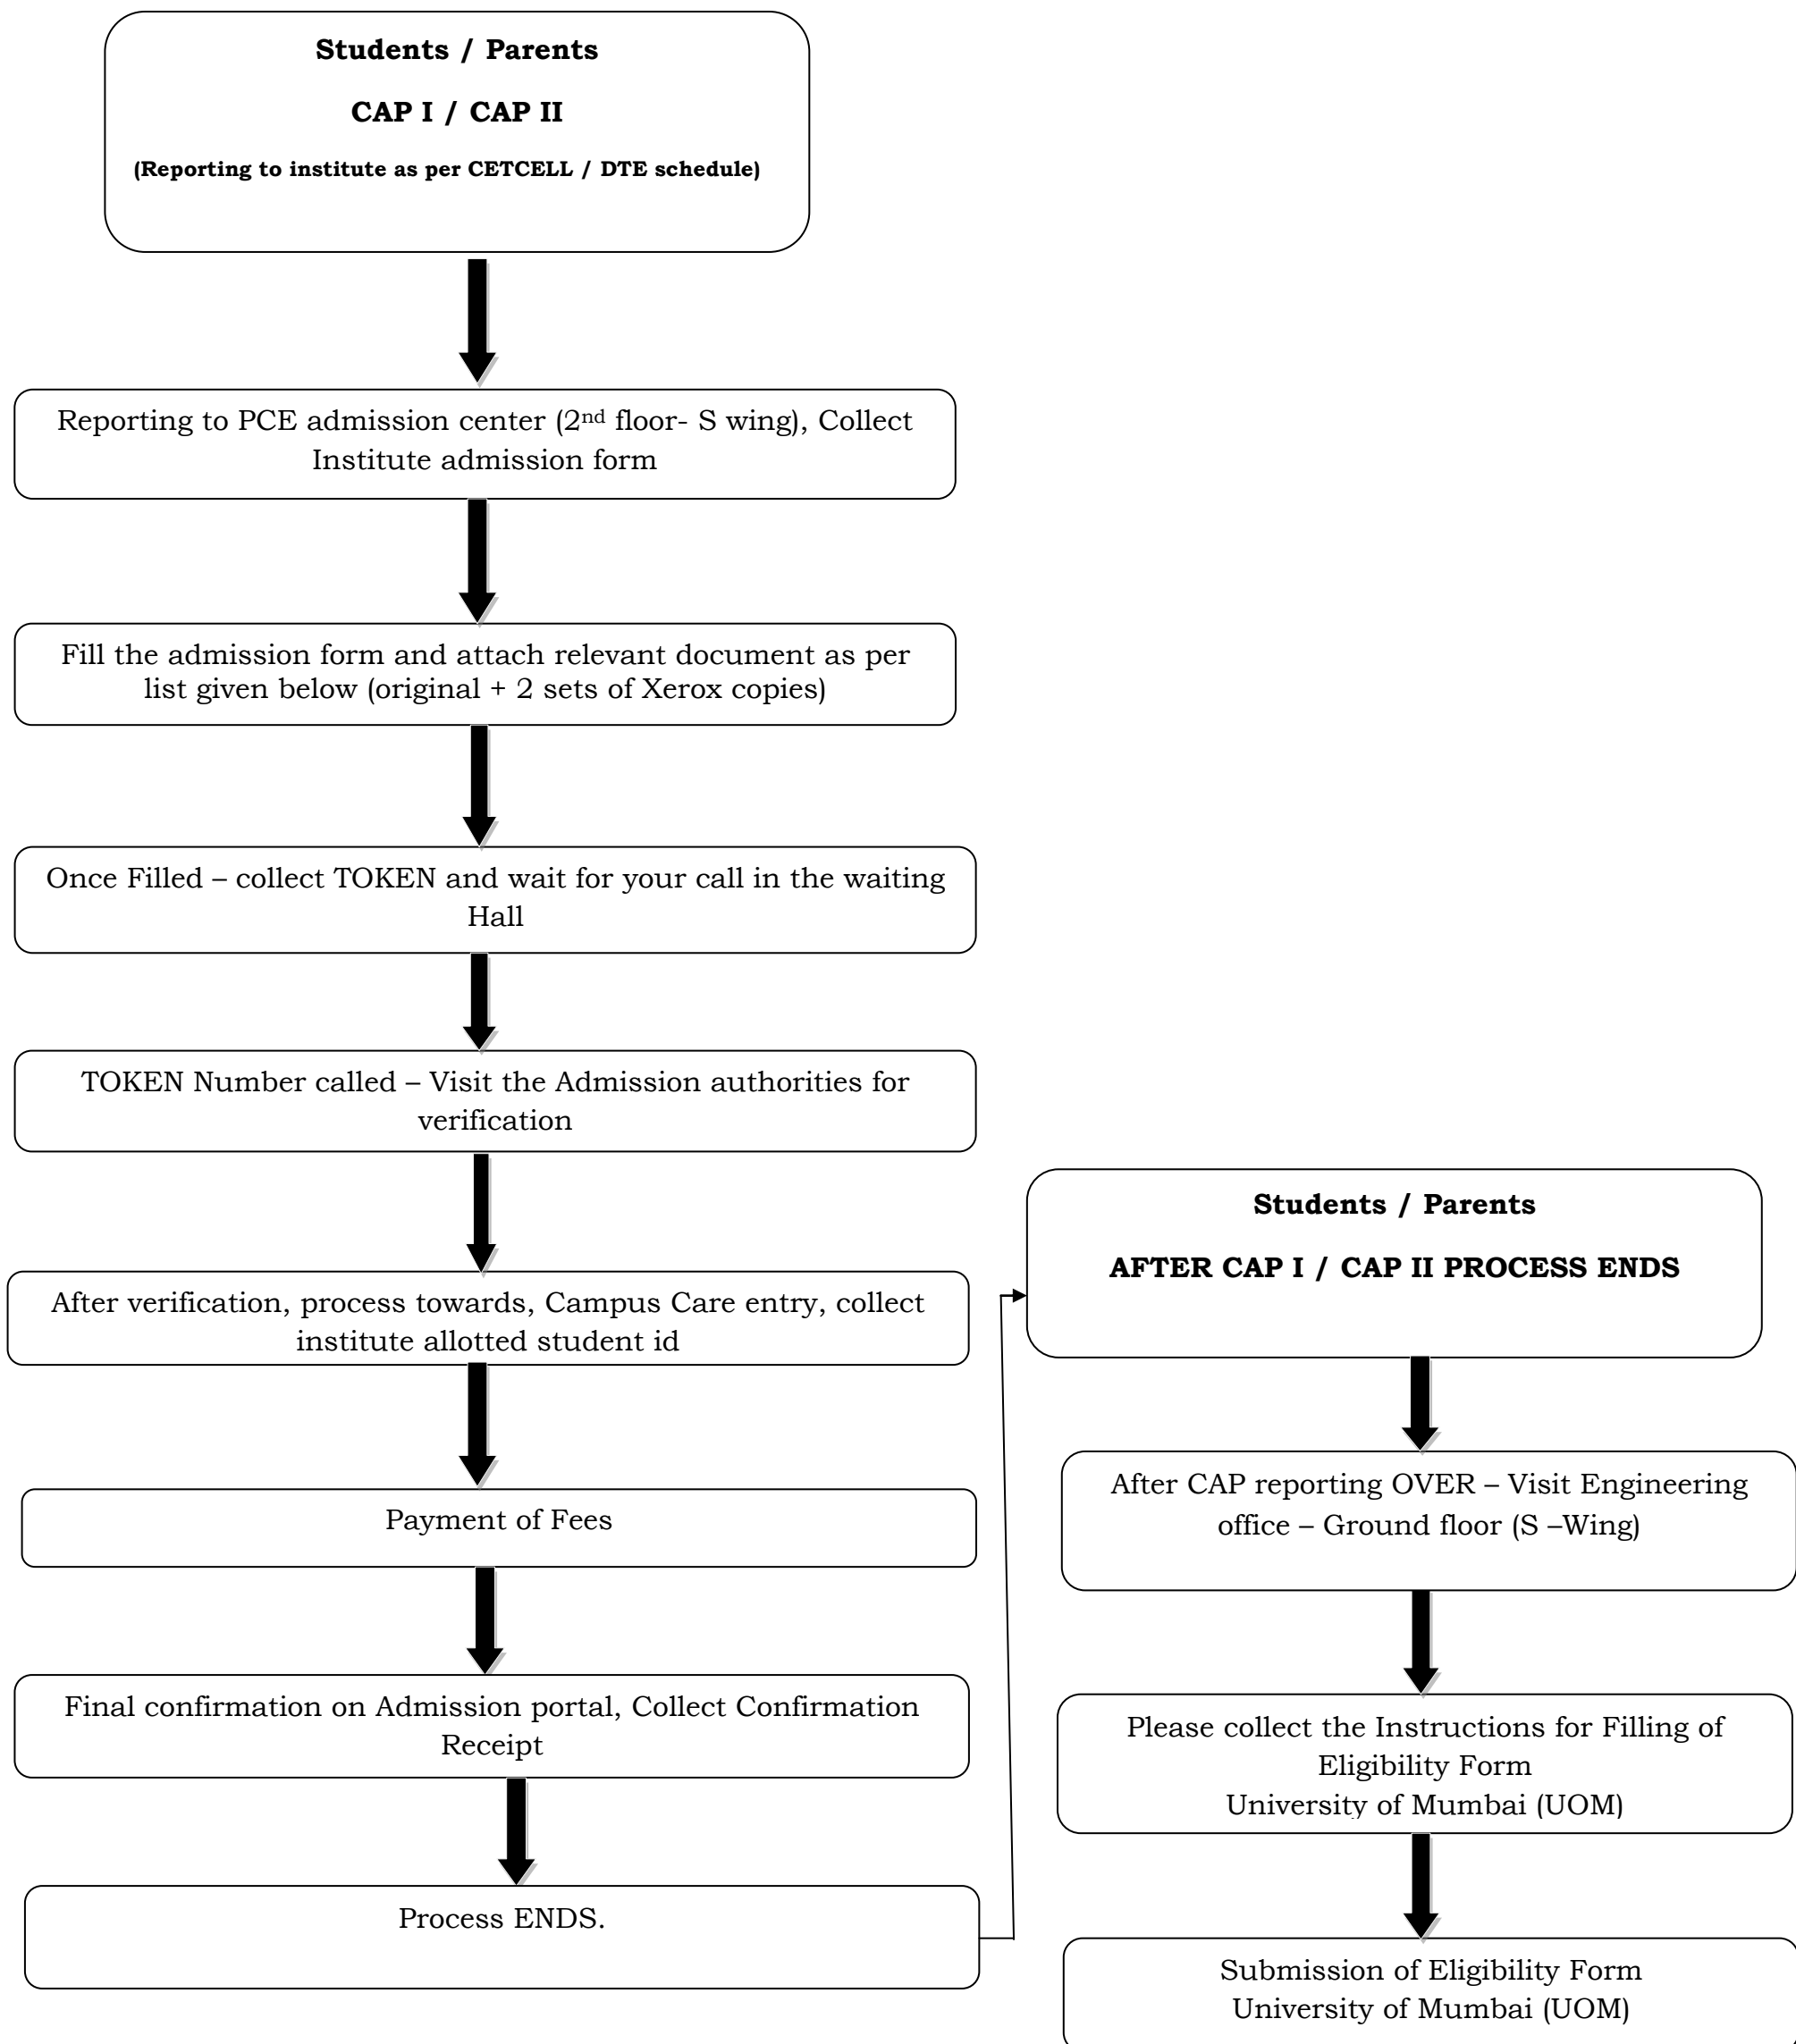 Students / Parents
CAP I / CAP II
(Reporting to institute as per CETCELL / DTE schedule)
Reporting to PCE admission center (2nd floor- S wing), Collect
Institute admission form
Fill the admission form and attach relevant document as per
list given below (original + 2 sets of Xerox copies)
Once Filled – collect TOKEN and wait for your call in the waiting
Hall
TOKEN Number called – Visit the Admission authorities for
verification
After verification, process towards, Campus Care entry, collect
institute allotted student id
Payment of Fees
Final confirmation on Admission portal, Collect Confirmation
Receipt
Process ENDS.
Students / Parents
AFTER CAP I / CAP II PROCESS ENDS
After CAP reporting OVER – Visit Engineering
office – Ground floor (S –Wing)
Please collect the Instructions for Filling of
Eligibility Form
University of Mumbai (UOM)
Submission of Eligibility Form
University of Mumbai (UOM)